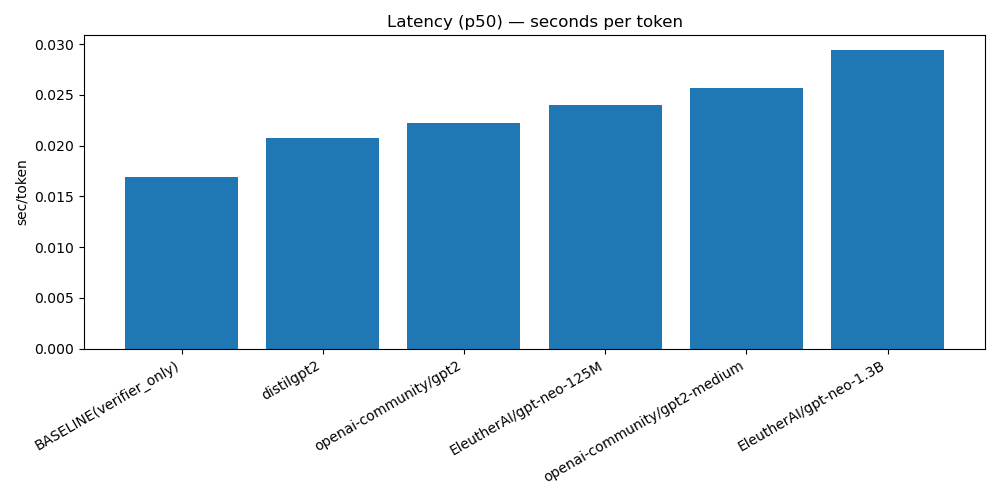 Latency (p50) — seconds per token
sec/token
0.030
0.025
0.020
0.015
0.010
0.005
0.000
BASELINE(verifier_only)
distilgpt2
openai-community/gpt2
EleutherAI/gpt-neo-125M
openai-community/gpt2-medium
EleutherAI/gpt-neo-1.3B